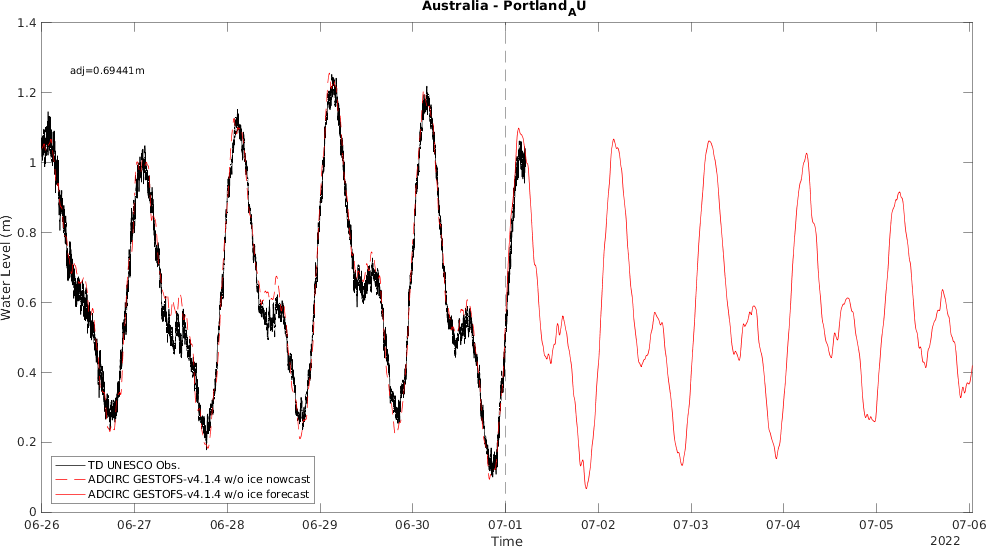 Australia - Portland_AU
adj=0.69441m
Water Level (m)
1.4
1.2
1
0.8
0.6
0.4
0.2
0
TD UNESCO Obs.
ADCIRC GESTOFS-v4.1.4 w/o ice nowcast
ADCIRC GESTOFS-v4.1.4 w/o ice forecast
06-26 06-27 06-28 06-29 06-30 07-01 07-02 07-03 07-04 07-05 07-06
Time
2022